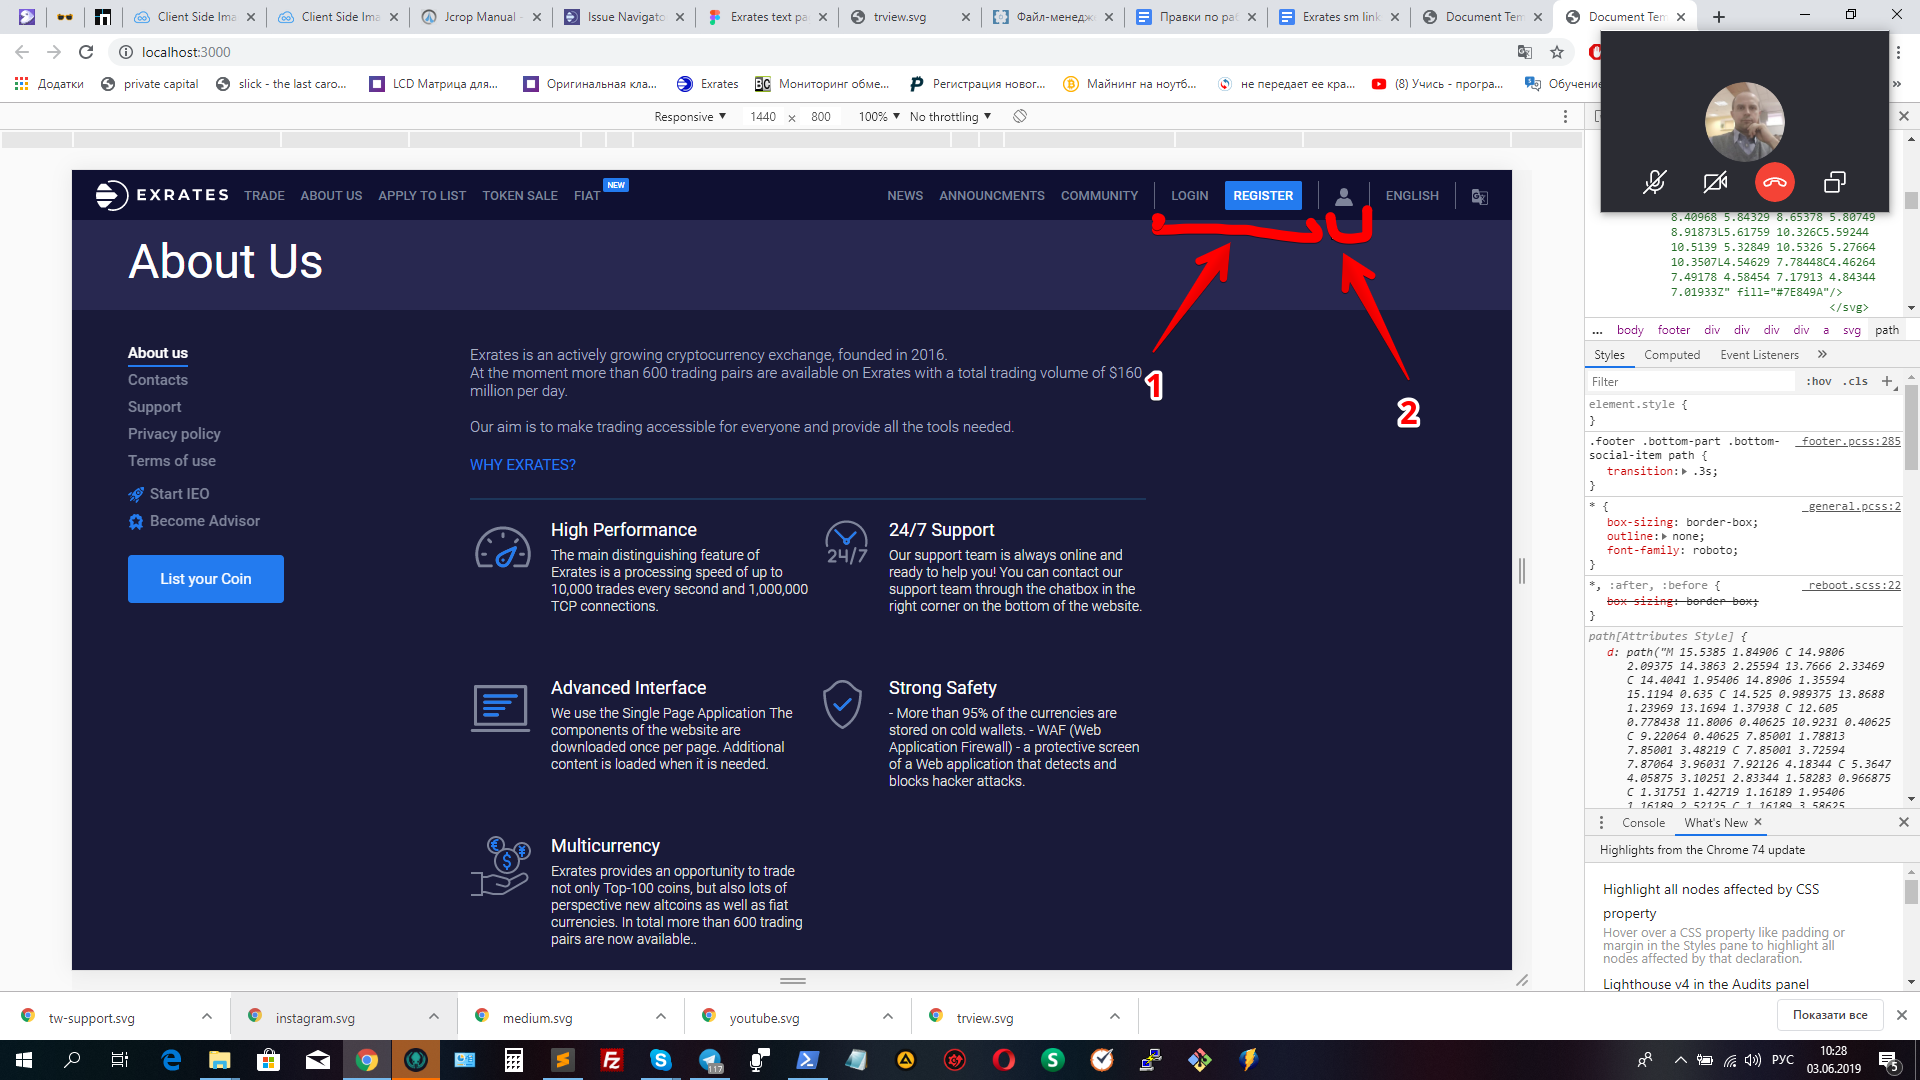 Client Side Ima
Client Side Ima
Jcrop Manual -
Issue Navigato
Exrates text pa
trview.svg
Файл-менедж
Правки по ра
Exrates sm link
Document Tem
Document Tem
localhost:3000
Додатки
private capital
slick - the last caro...
LCD Матрица для...
Оригинальная кла...
Exrates
BC Мониторинг обме...
Регистрация новог...
Майнинг на ноутб...
не передает ее кра...
(8) Учись - програ...
Обучение
»
Responsive ▼ 1440 x 800 100% ▼ No throttling ▼
EXRATES
TRADE
ABOUT US
APPLY TO LIST
TOKEN SALE
FIAT
NEW
NEWS
ANNOUNCMENTS
COMMUNITY
LOGIN
REGISTER
ENGLISH
About Us
1
2
About us
Contacts
Support
Privacy policy
Terms of use
Start IEO
Become Advisor
List your Coin
Exrates is an actively growing cryptocurrency exchange, founded in 2016.
At the moment more than 600 trading pairs are available on Exrates with a total trading volume of $160
million per day.
Our aim is to make trading accessible for everyone and provide all the tools needed.
WHY EXRATES?
High Performance
The main distinguishing feature of
Exrates is a processing speed of up to
10,000 trades every second and 1,000,000
TCP connections.
24/7
24/7 Support
Our support team is always online and
ready to help you! You can contact our
support team through the chatbox in the
right corner on the bottom of the website.
Advanced Interface
We use the Single Page Application The
components of the website are
downloaded once per page. Additional
content is loaded when it is needed.
Strong Safety
- More than 95% of the currencies are
stored on cold wallets. - WAF (Web
Application Firewall) - a protective screen
of a Web application that detects and
blocks hacker attacks.
Multicurrency
Exrates provides an opportunity to trade
not only Top-100 coins, but also lots of
perspective new altcoins as well as fiat
currencies. In total more than 600 trading
pairs are now available..
8.40968 5.84329 8.65378 5.80749
8.91873L5.61759 10.326C5.59244
10.5139 5.32849 10.5326 5.27664
10.3507L4.54629 7.78448C4.46264
7.49178 4.58454 7.17913 4.84344
7.01933Z" fill="#7E849A"/>
</svg>
... body footer div div div div a svg path
Styles Computed Event Listeners »
Filter :hov .cls +
element.style {
}
.footer .bottom-part .bottom- _footer.pcss:285
social-item path {
transition:▸ .3s;
}
* { _general.pcss:2
box-sizing: border-box;
outline:▸ none;
font-family: roboto;
}
*, :after, :before { _reboot.scss:22
box-sizing: border-box;
}
path[Attributes Style] {
d: path("M 15.5385 1.84906 C 14.9806
2.09375 14.3863 2.25594 13.7666 2.33469
C 14.4041 1.95406 14.8906 1.35594
15.1194 0.635 C 14.525 0.989375 13.8688
1.23969 13.1694 1.37938 C 12.605
0.778438 11.8006 0.40625 10.9231 0.40625
C 9.22064 0.40625 7.85001 1.78813
7.85001 3.48219 C 7.85001 3.72594
7.87064 3.96031 7.92126 4.18344 C 5.3647
4.05875 3.10251 2.83344 1.58283 0.966875
C 1.31751 1.42719 1.16189 1.95406
1.16189 2.52125 C 1.16189 3.58625
Console What's New ×
Highlights from the Chrome 74 update
Highlight all nodes affected by CSS
property
Hover over a CSS property like padding or
margin in the Styles pane to highlight all
nodes affected by that declaration.
Lighthouse v4 in the Audits panel
tw-support.svg
instagram.svg
medium.svg
youtube.svg
trview.svg
Показати все
117
РУС
10:28
03.06.2019
5